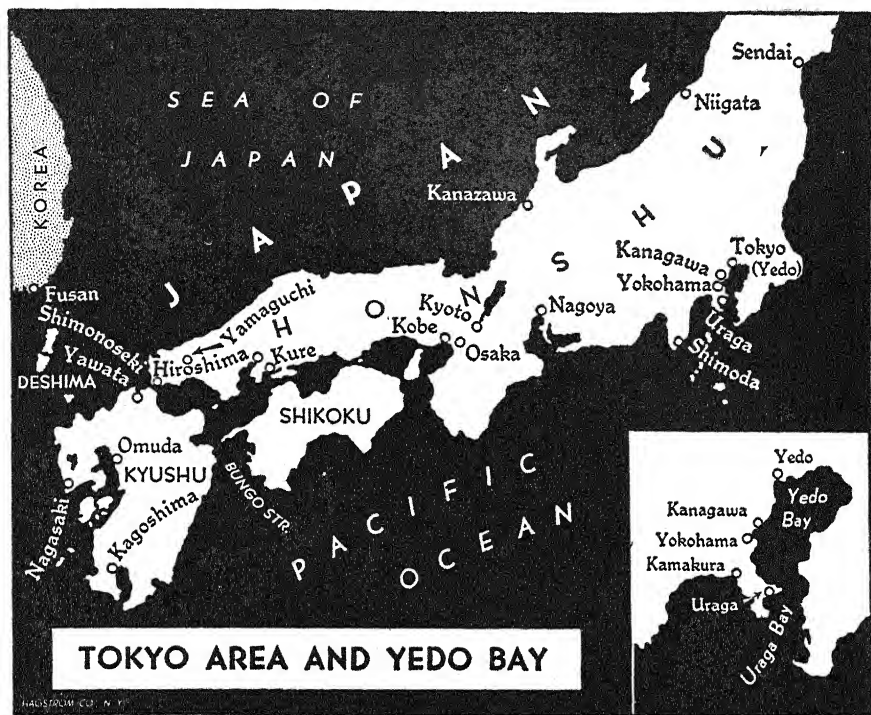 Sendai
Niigata
SEA OF
JAPAN
KOREA
JAPAN
HONSHU
Kanazawa
Kanagawa
Tokyo
(Yedo)
Yokohama
Uraga
Shimoda
Nagoya
Kyoto
Kobe
Osaka
Fusan
Shimonoseki
Yamaguchi
Yawata
Hiroshima
Kure
DESHIMA
SHIKOKU
Omuda
KYUSHU
BUNGO STR.
Nagasaki
Kagoshima
PACIFIC
OCEAN
Yedo
Yedo
Bay
Kanagawa
Yokohama
Kamakura
Uraga
Uraga Bay
TOKYO AREA AND YEDO BAY
HAGSTROM CO., N. Y.